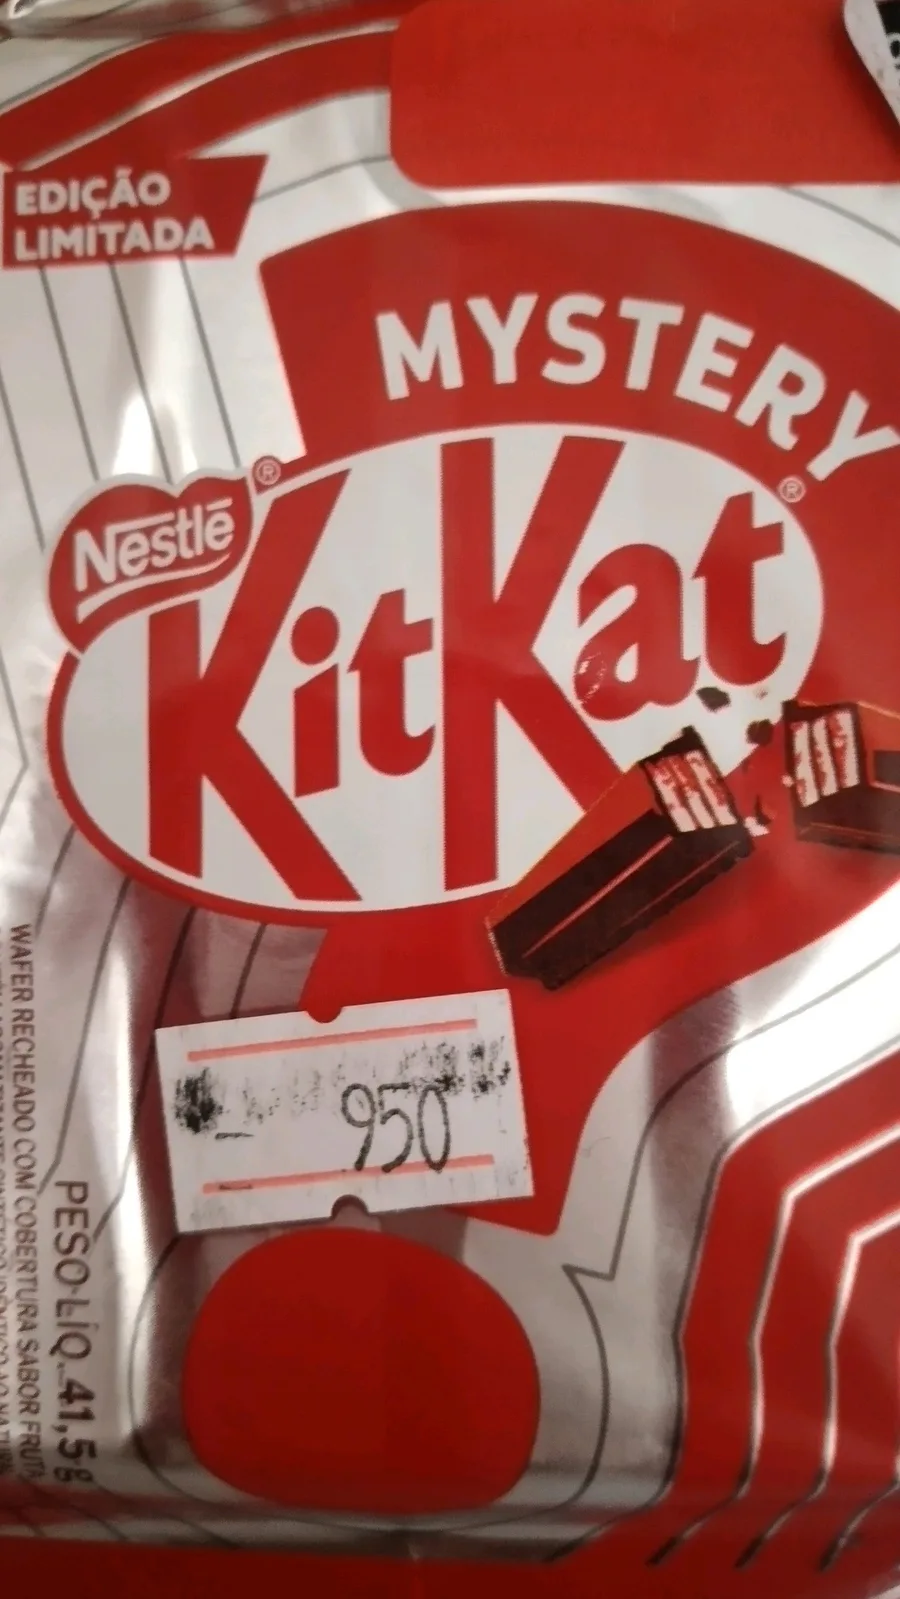 EDIÇÃO
LIMITADA
MYSTERY
Nestlé®
KitKat®
950
PESO LÍQ. 41,5g
WAFER RECHEADO COM COBERTURA SABOR FRUTA